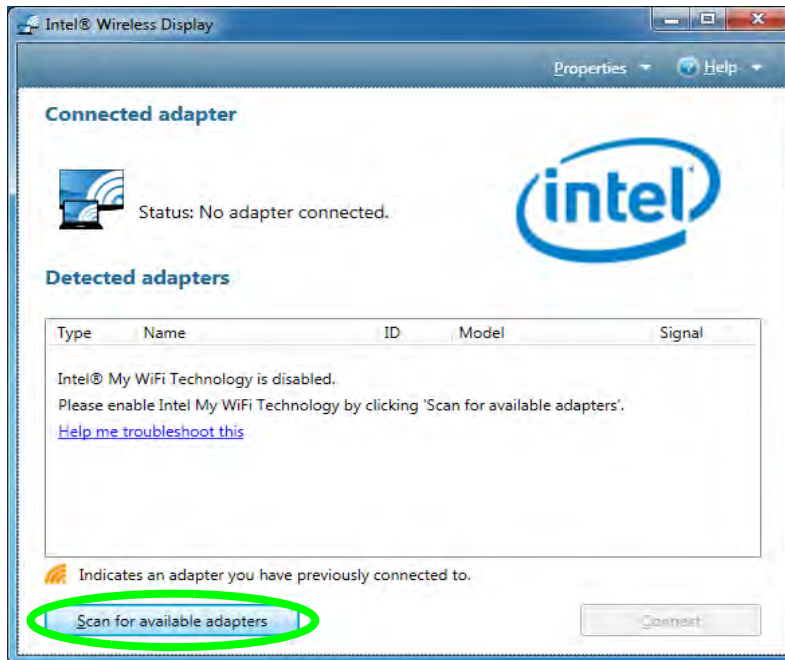 Intel® Wireless Display
Properties Help
Connected adapter
intel
Status: No adapter connected.
Detected adapters
Type Name ID Model Signal
Intel® My WiFi Technology is disabled.
Please enable Intel My WiFi Technology by clicking 'Scan for available adapters'.
Help me troubleshoot this
Indicates an adapter you have previously connected to.
Scan for available adapters Connect